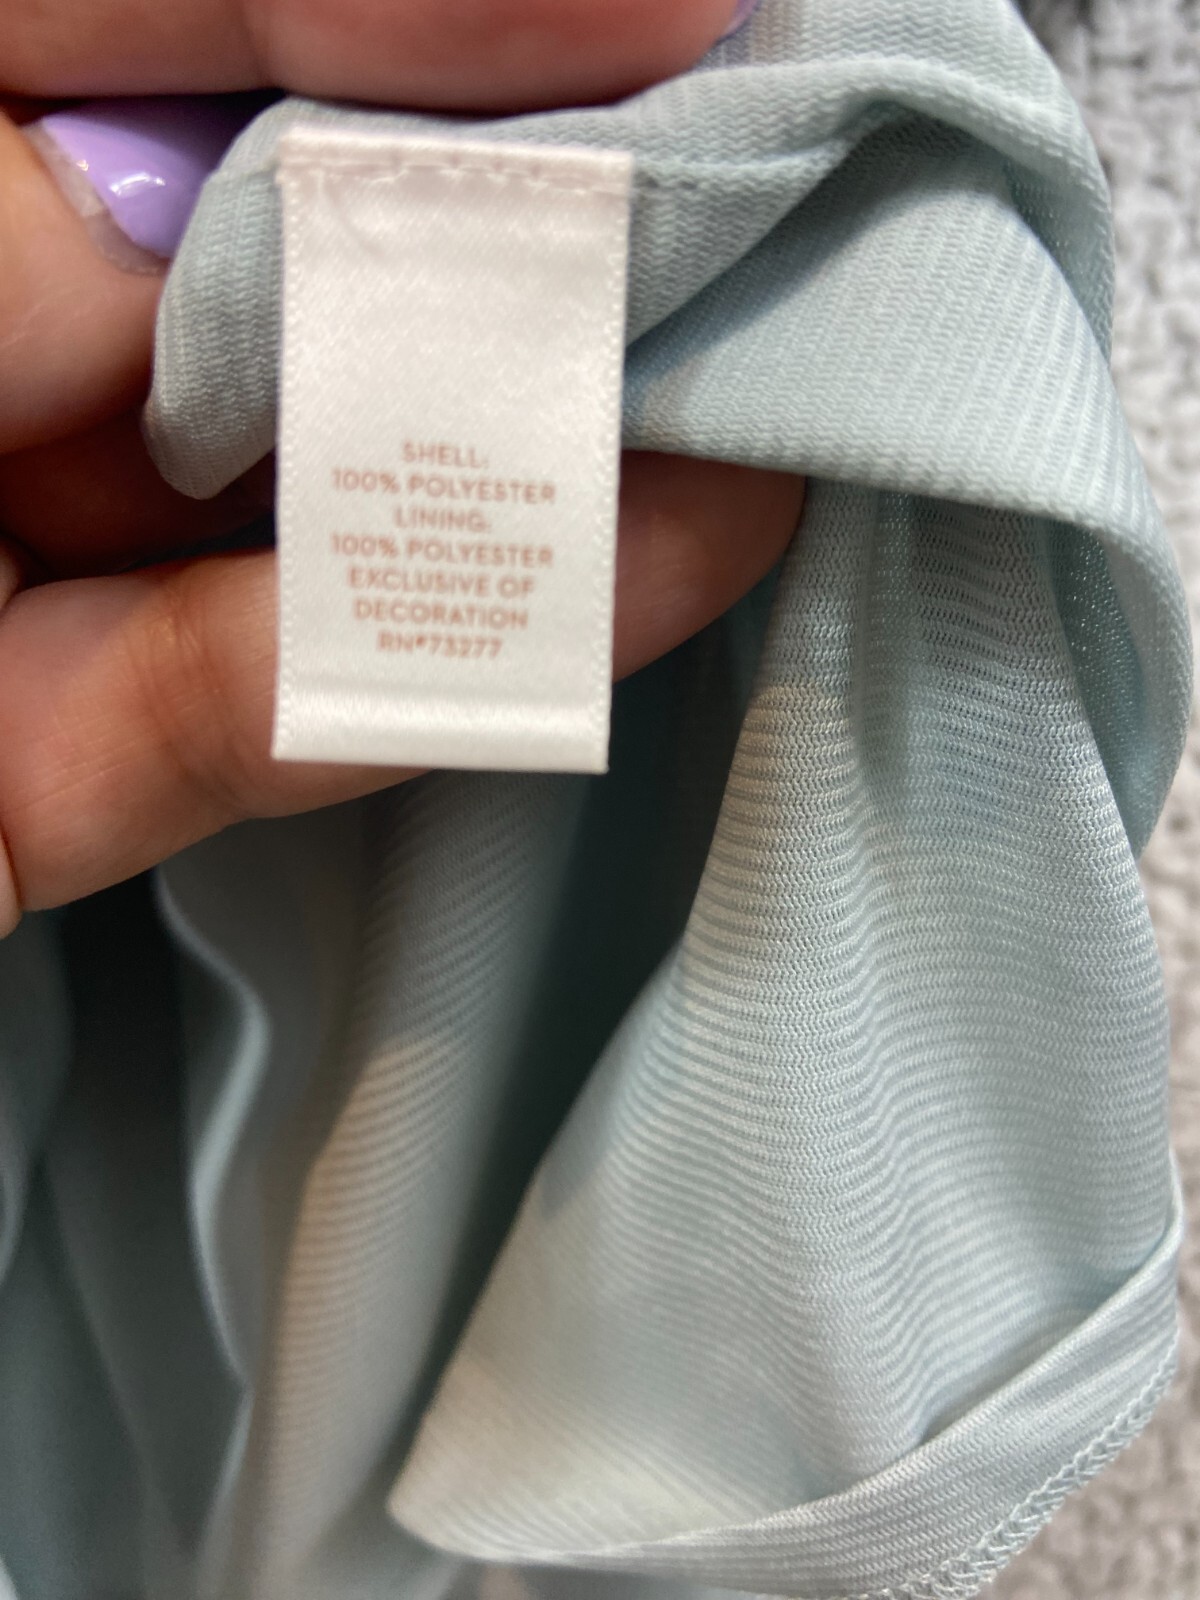 SHELL:
100% POLYESTER
LINING:
100% POLYESTER
EXCLUSIVE OF
DECORATION
RN#73277